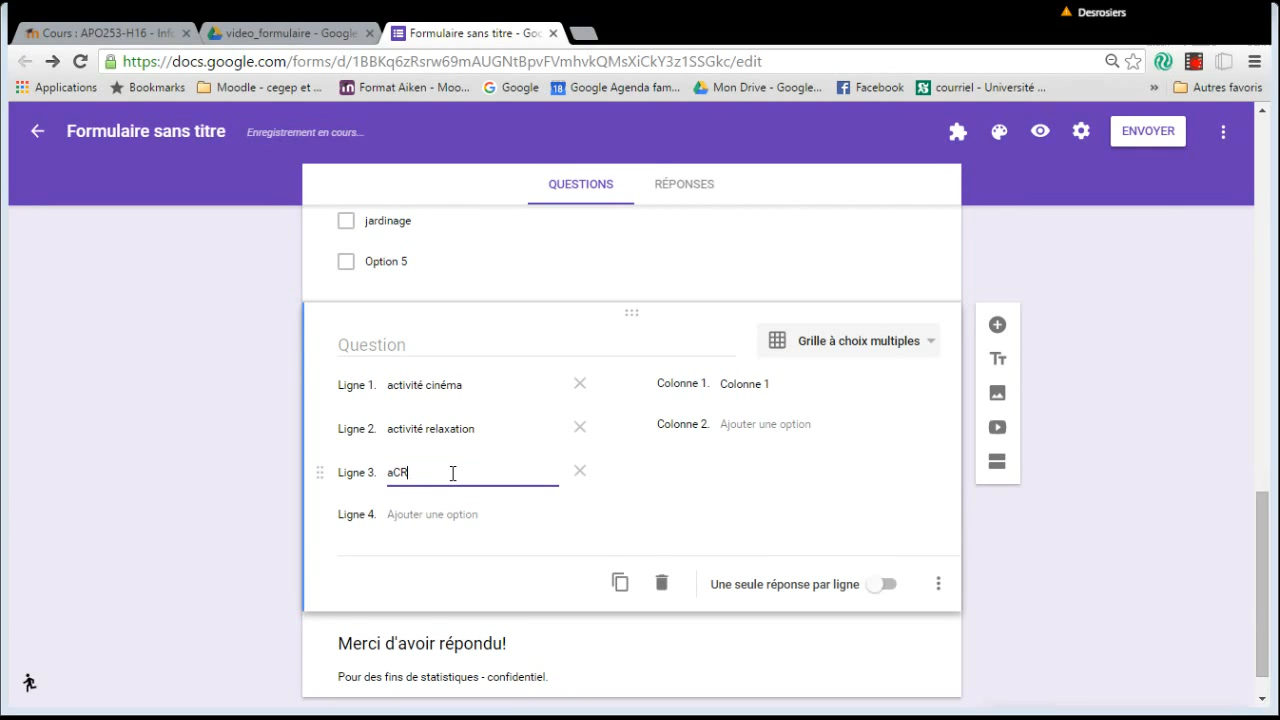 Desrosiers
Cours : APO253-H16 - Info
video_formulaire - Google
Formulaire sans titre - Goo
https://docs.google.com/forms/d/1BBKq6zRsrw69mAUGNtBpvFVmhvkQMsXiCkY3z1SSGkc/edit
Applications Bookmarks Moodle - cegep et ... Format Aiken - Moo... Google 18 Google Agenda fam... Mon Drive - Google... Facebook courriel - Université ... » Autres favoris
Formulaire sans titre Enregistrement en cours... ENVOYER
QUESTIONS RÉPONSES
jardinage
Option 5
Question Grille à choix multiples
Ligne 1. activité cinéma Colonne 1. Colonne 1
Ligne 2. activité relaxation Colonne 2. Ajouter une option
Ligne 3. aCR
Ligne 4. Ajouter une option
Une seule réponse par ligne
Merci d'avoir répondu!
Pour des fins de statistiques - confidentiel.